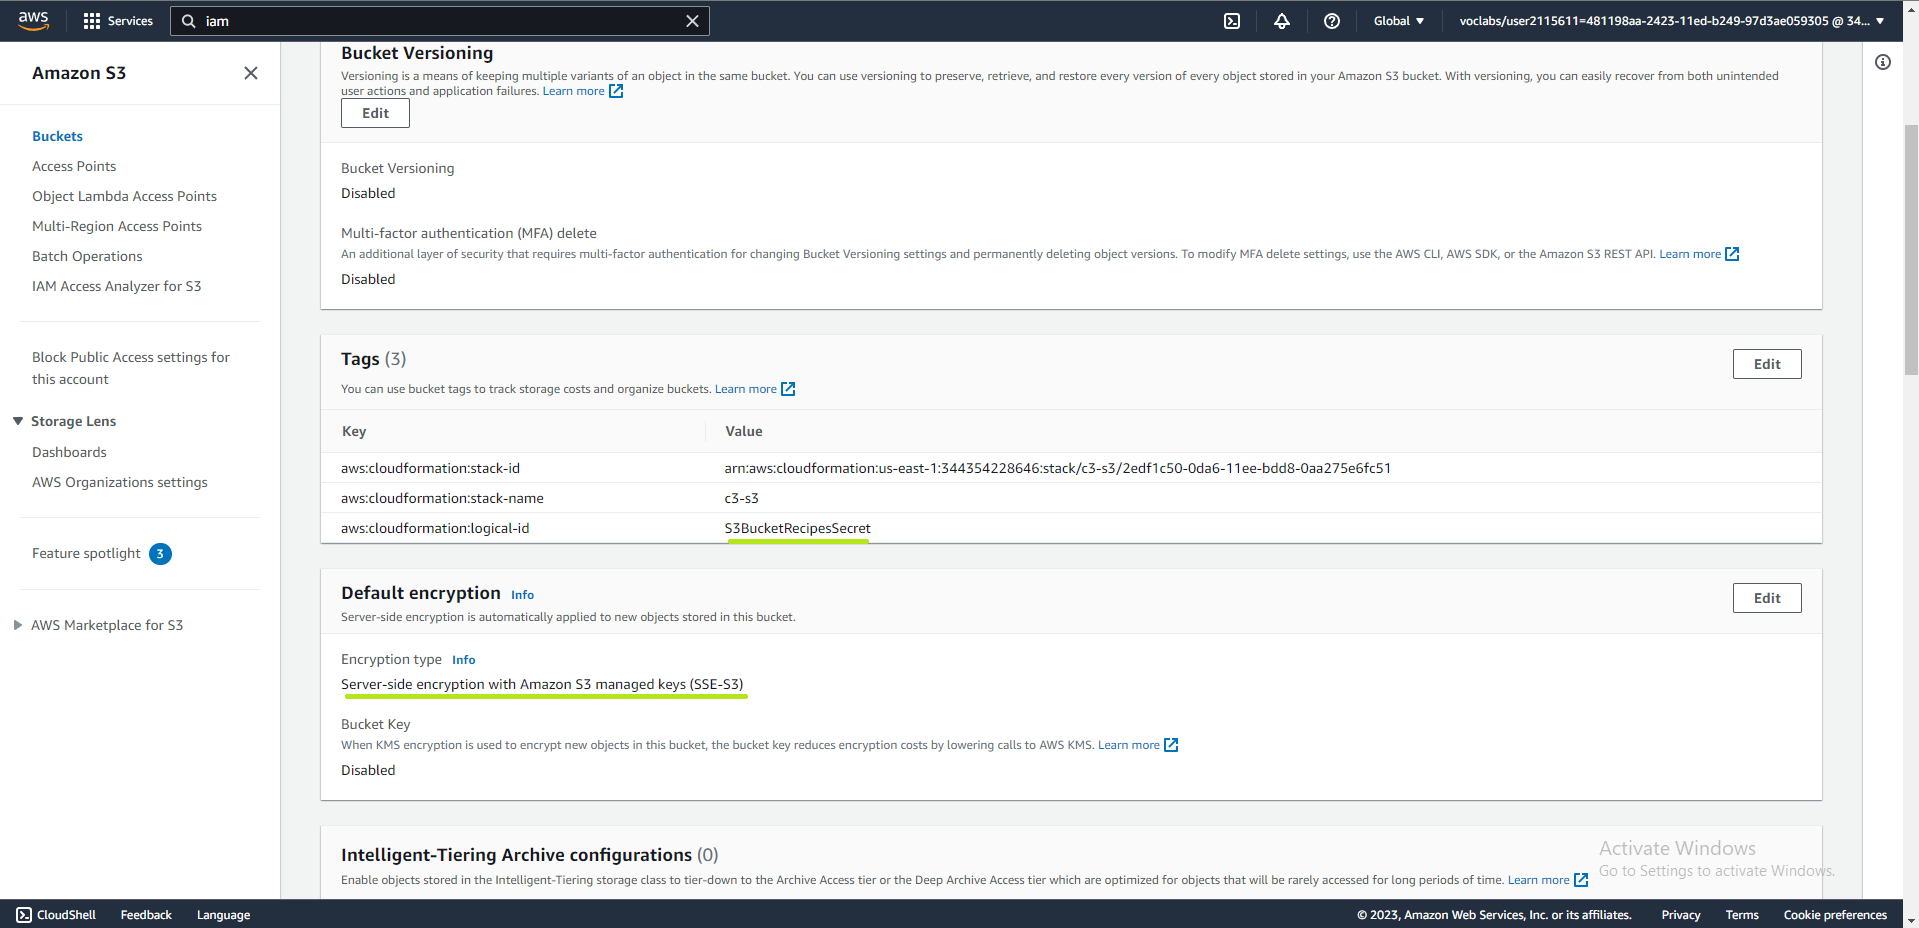 aws
Services
iam
Global
voclabs/user2115611=481198aa-2423-11ed-b249-97d3ae059305 @ 34...
Amazon S3
Buckets
Access Points
Object Lambda Access Points
Multi-Region Access Points
Batch Operations
IAM Access Analyzer for S3
Block Public Access settings for
this account
Storage Lens
Dashboards
AWS Organizations settings
Feature spotlight 3
AWS Marketplace for S3
Bucket Versioning
Versioning is a means of keeping multiple variants of an object in the same bucket. You can use versioning to preserve, retrieve, and restore every version of every object stored in your Amazon S3 bucket. With versioning, you can easily recover from both unintended
user actions and application failures. Learn more
Edit
Bucket Versioning
Disabled
Multi-factor authentication (MFA) delete
An additional layer of security that requires multi-factor authentication for changing Bucket Versioning settings and permanently deleting object versions. To modify MFA delete settings, use the AWS CLI, AWS SDK, or the Amazon S3 REST API. Learn more
Disabled
Tags (3)
Edit
You can use bucket tags to track storage costs and organize buckets. Learn more
Key Value
aws:cloudformation:stack-id arn:aws:cloudformation:us-east-1:344354228646:stack/c3-s3/2edf1c50-0da6-11ee-bdd8-0aa275e6fc51
aws:cloudformation:stack-name c3-s3
aws:cloudformation:logical-id S3BucketRecipesSecret
Default encryption Info
Edit
Server-side encryption is automatically applied to new objects stored in this bucket.
Encryption type Info
Server-side encryption with Amazon S3 managed keys (SSE-S3)
Bucket Key
When KMS encryption is used to encrypt new objects in this bucket, the bucket key reduces encryption costs by lowering calls to AWS KMS. Learn more
Disabled
Intelligent-Tiering Archive configurations (0)
Enable objects stored in the Intelligent-Tiering storage class to tier-down to the Archive Access tier or the Deep Archive Access tier which are optimized for objects that will be rarely accessed for long periods of time. Learn more
Activate Windows
Go to Settings to activate Windows.
CloudShell Feedback Language
© 2023, Amazon Web Services, Inc. or its affiliates. Privacy Terms Cookie preferences